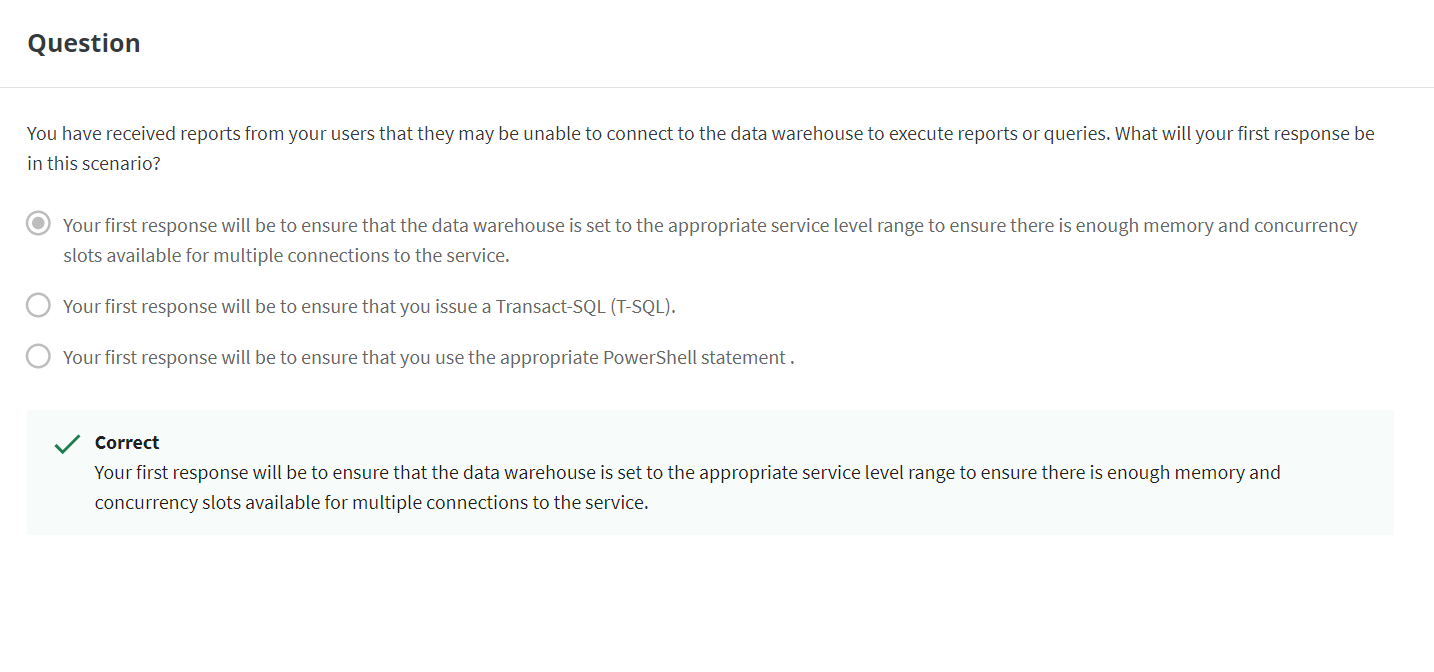 Question
You have received reports from your users that they may be unable to connect to the data warehouse to execute reports or queries. What will your first response be
in this scenario?
Your first response will be to ensure that the data warehouse is set to the appropriate service level range to ensure there is enough memory and concurrency
slots available for multiple connections to the service.
Your first response will be to ensure that you issue a Transact-SQL (T-SQL).
Your first response will be to ensure that you use the appropriate PowerShell statement .
Correct
Your first response will be to ensure that the data warehouse is set to the appropriate service level range to ensure there is enough memory and
concurrency slots available for multiple connections to the service.